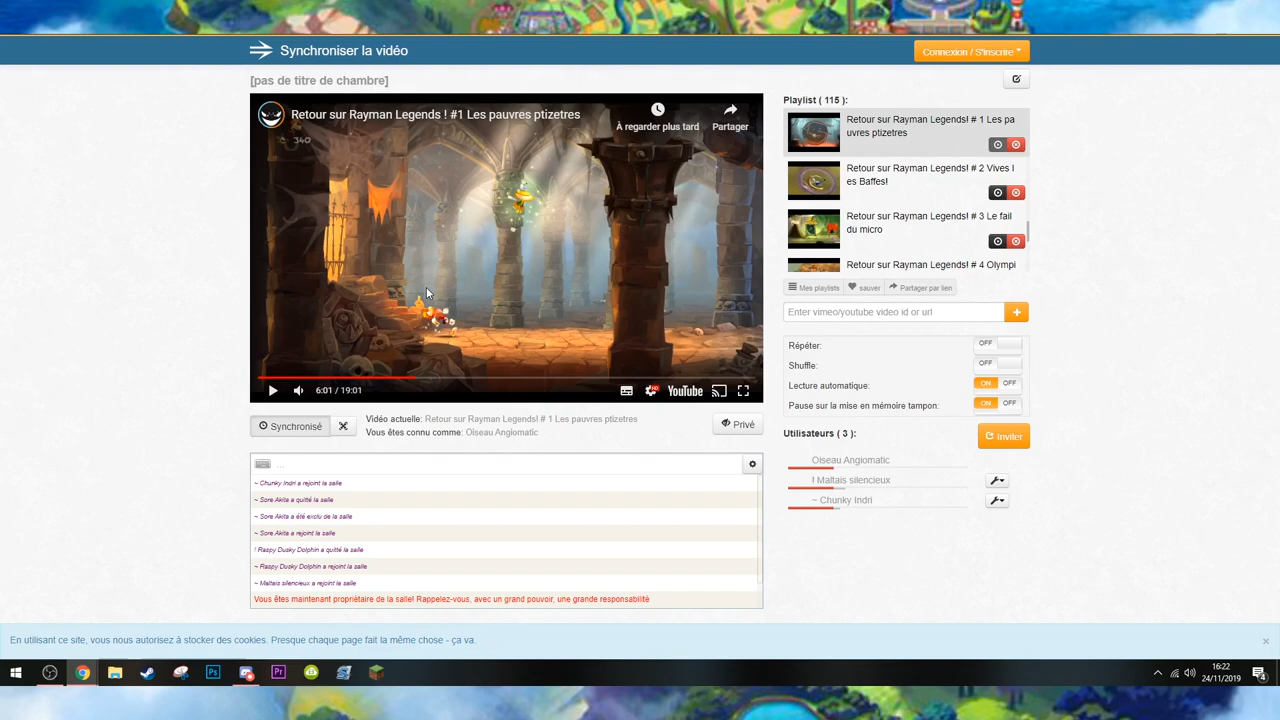 Synchroniser la vidéo
Connexion / S'inscrire
[pas de titre de chambre]
Retour sur Rayman Legends ! #1 Les pauvres ptizetres
À regarder plus tard
Partager
340
6:01 / 19:01
HD
YouTube
Synchronisé
Vidéo actuelle: Retour sur Rayman Legends! # 1 Les pauvres ptizetres
Vous êtes connu comme: Oiseau Angiomatic
Privé
...
~ Chunky Indri a rejoint la salle
~ Sore Akita a quitté la salle
~ Sore Akita a été exclu de la salle
~ Sore Akita a rejoint la salle
! Raspy Dusky Dolphin a quitté la salle
~ Raspy Dusky Dolphin a rejoint la salle
~ Maltais silencieux a rejoint la salle
Vous êtes maintenant propriétaire de la salle! Rappelez-vous, avec un grand pouvoir, une grande responsabilité
Playlist ( 115 ):
Retour sur Rayman Legends! # 1 Les pa
uvres ptizetres
Retour sur Rayman Legends! # 2 Vives l
es Baffes!
Retour sur Rayman Legends! # 3 Le fail
du micro
Retour sur Rayman Legends! # 4 Olympi
Mes playlists
sauver
Partager par lien
Enter vimeo/youtube video id or url
+
Répéter:
OFF
Shuffle:
OFF
Lecture automatique:
ON OFF
Pause sur la mise en mémoire tampon:
ON OFF
Utilisateurs ( 3 ):
Inviter
Oiseau Angiomatic
! Maltais silencieux
~ Chunky Indri
En utilisant ce site, vous nous autorisez à stocker des cookies. Presque chaque page fait la même chose - ça va.
×
Ps
Pr
16:22
24/11/2019
4